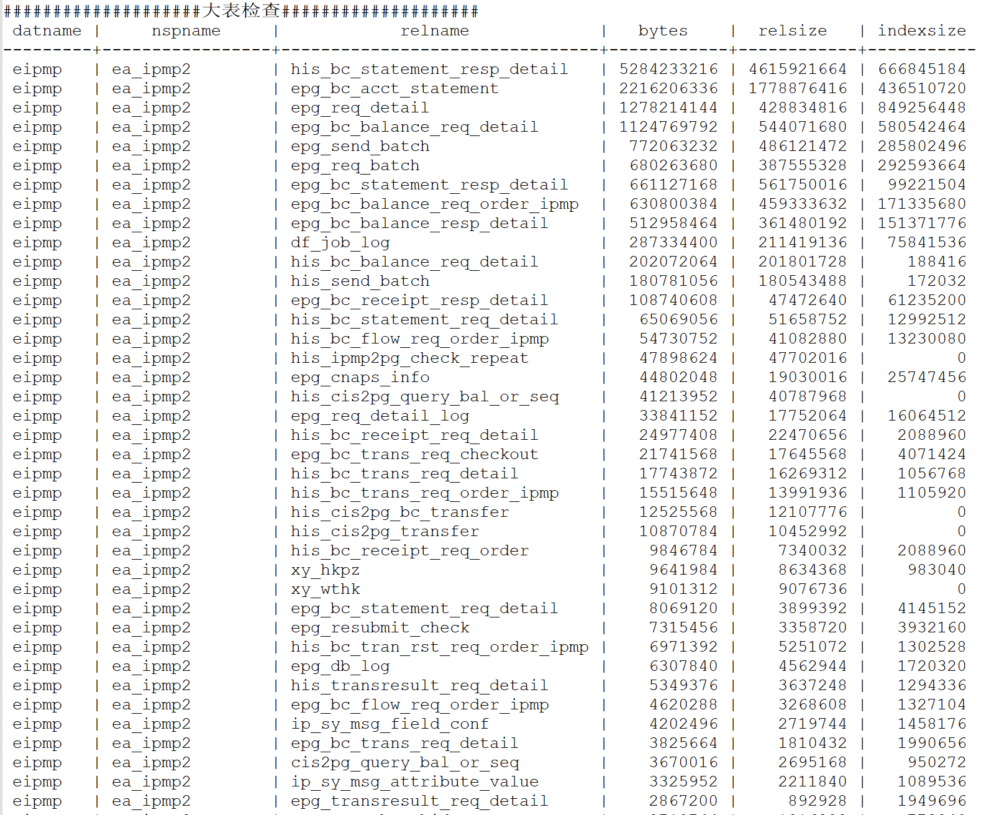 ####################大表检查####################
datname | nspname | relname | bytes | relsize | indexsize
---------+-----------------+--------------------------------+------------+------------+-----------
eipmp | ea_ipmp2 | his_bc_statement_resp_detail | 5284233216 | 4615921664 | 666845184
eipmp | ea_ipmp2 | epg_bc_acct_statement | 2216206336 | 1778876416 | 436510720
eipmp | ea_ipmp2 | epg_req_detail | 1278214144 | 428834816 | 849256448
eipmp | ea_ipmp2 | epg_bc_balance_req_detail | 1124769792 | 544071680 | 580542464
eipmp | ea_ipmp2 | epg_send_batch | 772063232 | 486121472 | 285802496
eipmp | ea_ipmp2 | epg_req_batch | 680263680 | 387555328 | 292593664
eipmp | ea_ipmp2 | epg_bc_statement_resp_detail | 661127168 | 561750016 | 99221504
eipmp | ea_ipmp2 | epg_bc_balance_req_order_ipmp | 630800384 | 459333632 | 171335680
eipmp | ea_ipmp2 | epg_bc_balance_resp_detail | 512958464 | 361480192 | 151371776
eipmp | ea_ipmp2 | df_job_log | 287334400 | 211419136 | 75841536
eipmp | ea_ipmp2 | his_bc_balance_req_detail | 202072064 | 201801728 | 188416
eipmp | ea_ipmp2 | his_send_batch | 180781056 | 180543488 | 172032
eipmp | ea_ipmp2 | epg_bc_receipt_resp_detail | 108740608 | 47472640 | 61235200
eipmp | ea_ipmp2 | his_bc_statement_req_detail | 65069056 | 51658752 | 12992512
eipmp | ea_ipmp2 | his_bc_flow_req_order_ipmp | 54730752 | 41082880 | 13230080
eipmp | ea_ipmp2 | his_ipmp2pg_check_repeat | 47898624 | 47702016 | 0
eipmp | ea_ipmp2 | epg_cnaps_info | 44802048 | 19030016 | 25747456
eipmp | ea_ipmp2 | his_cis2pg_query_bal_or_seq | 41213952 | 40787968 | 0
eipmp | ea_ipmp2 | epg_req_detail_log | 33841152 | 17752064 | 16064512
eipmp | ea_ipmp2 | his_bc_receipt_req_detail | 24977408 | 22470656 | 2088960
eipmp | ea_ipmp2 | epg_bc_trans_req_checkout | 21741568 | 17645568 | 4071424
eipmp | ea_ipmp2 | his_bc_trans_req_detail | 17743872 | 16269312 | 1056768
eipmp | ea_ipmp2 | his_bc_trans_req_order_ipmp | 15515648 | 13991936 | 1105920
eipmp | ea_ipmp2 | his_cis2pg_bc_transfer | 12525568 | 12107776 | 0
eipmp | ea_ipmp2 | his_cis2pg_transfer | 10870784 | 10452992 | 0
eipmp | ea_ipmp2 | his_bc_receipt_req_order | 9846784 | 7340032 | 2088960
eipmp | ea_ipmp2 | xy_hkpz | 9641984 | 8634368 | 983040
eipmp | ea_ipmp2 | xy_wthk | 9101312 | 9076736 | 0
eipmp | ea_ipmp2 | epg_bc_statement_req_detail | 8069120 | 3899392 | 4145152
eipmp | ea_ipmp2 | epg_resubmit_check | 7315456 | 3358720 | 3932160
eipmp | ea_ipmp2 | his_bc_tran_rst_req_order_ipmp | 6971392 | 5251072 | 1302528
eipmp | ea_ipmp2 | epg_db_log | 6307840 | 4562944 | 1720320
eipmp | ea_ipmp2 | his_transresult_req_detail | 5349376 | 3637248 | 1294336
eipmp | ea_ipmp2 | epg_bc_flow_req_order_ipmp | 4620288 | 3268608 | 1327104
eipmp | ea_ipmp2 | ip_sy_msg_field_conf | 4202496 | 2719744 | 1458176
eipmp | ea_ipmp2 | epg_bc_trans_req_detail | 3825664 | 1810432 | 1990656
eipmp | ea_ipmp2 | cis2pg_query_bal_or_seq | 3670016 | 2695168 | 950272
eipmp | ea_ipmp2 | ip_sy_msg_attribute_value | 3325952 | 2211840 | 1089536
eipmp | ea_ipmp2 | epg_transresult_req_detail | 2867200 | 892928 | 1949696